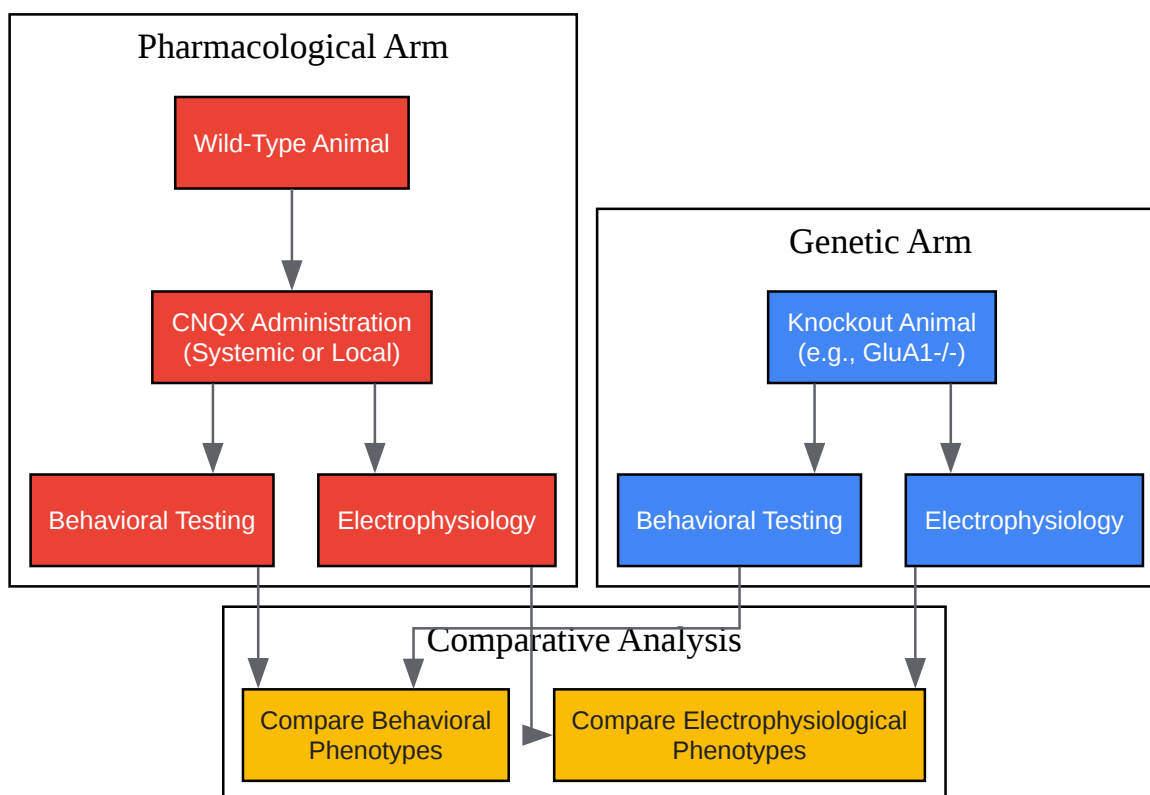 Pharmacological Arm
Wild-Type Animal
CNQX Administration
(Systemic or Local)
Behavioral Testing
Electrophysiology
Genetic Arm
Knockout Animal
(e.g., GluA1-/-)
Behavioral Testing
Electrophysiology
Comparative Analysis
Compare Behavioral
Phenotypes
Compare Electrophysiological
Phenotypes